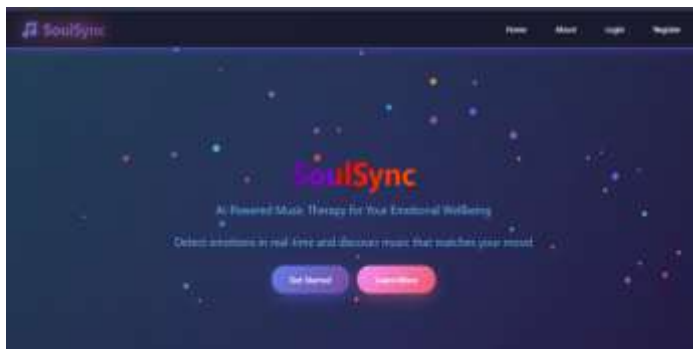 SoulSync
Home About Login Register
SoulSync
AI-Powered Music Therapy for Your Emotional Wellbeing
Detect emotions in real-time and discover music that matches your mood
Get Started Learn More